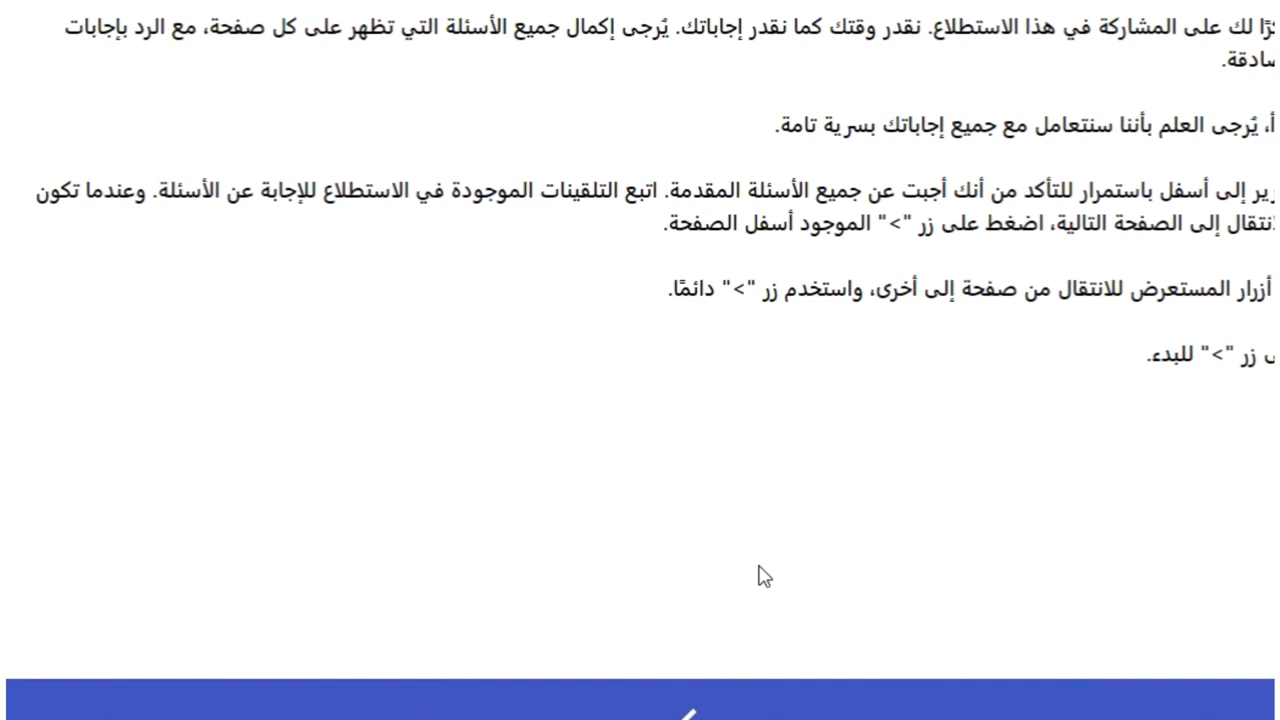 لك على المشاركة في هذا الاستطلاع. نقدر وقتك كما نقدر إجاباتك. يُرجى إكمال جميع الأسئلة التي تظهر على كل صفحة، مع الرد بإجابات
يُرجى العلم بأننا سنتعامل مع جميع إجاباتك بسرية تامة.
إلى أسفل باستمرار للتأكد من أنك أجبت عن جميع الأسئلة المقدمة. اتبع التلقينات الموجودة في الاستطلاع للإجابة عن الأسئلة. وعندما تكون
إلى الصفحة التالية، اضغط على زر ">" الموجود أسفل الصفحة.
أزرار المستعرض للانتقال من صفحة إلى أخرى، واستخدم زر ">" دائمًا.
زر ">" للبدء.